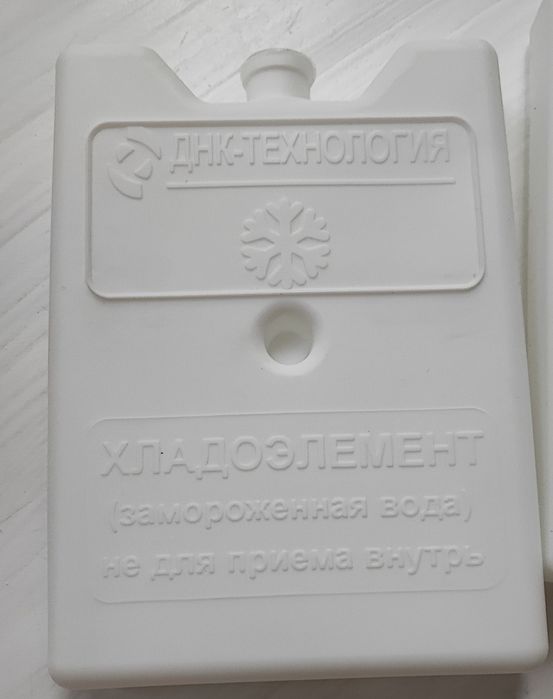 ДНК-ТЕХНОЛОГИЯ
ХЛАДОЭЛЕМЕНТ
(замороженная вода)
не для приема внутрь